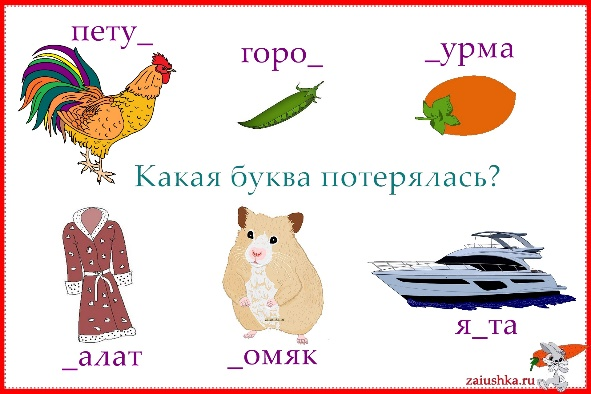 пету_
горо_
_урма
Какая буква потерялась?
_алат
_омяк
я_та
zaiushka.ru